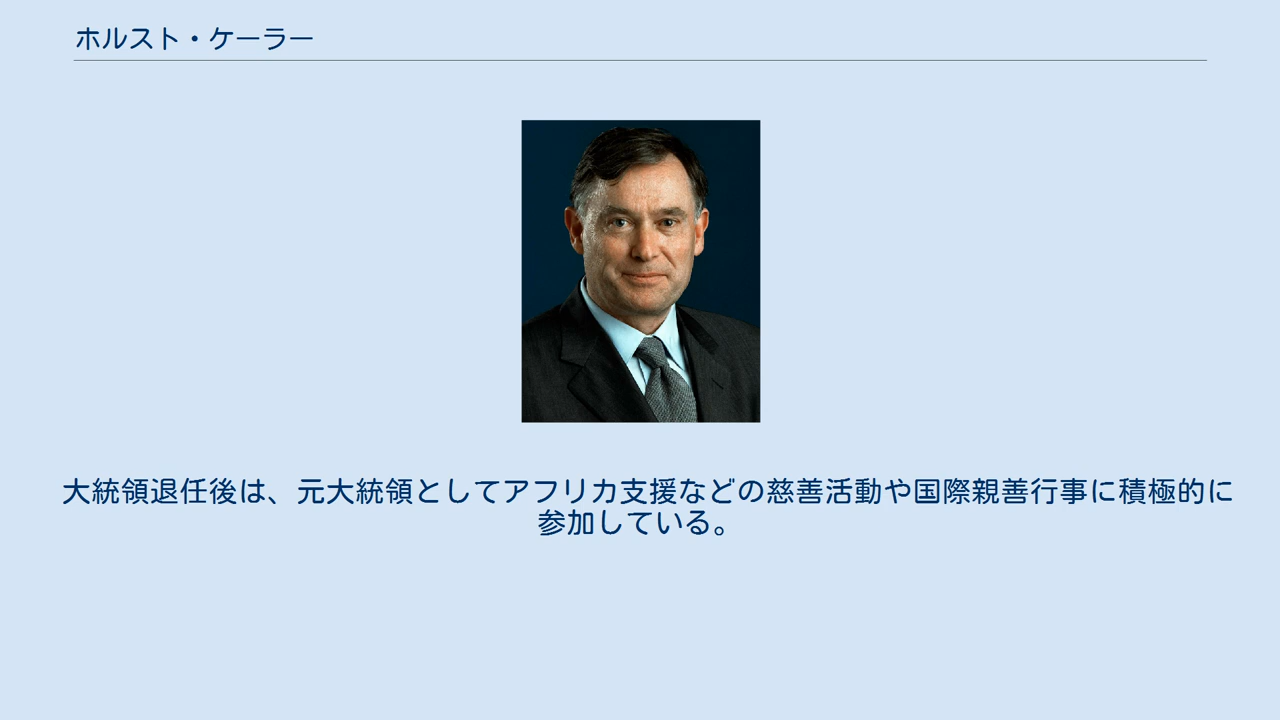 ホルスト・ケーラー
大統領退任後は、元大統領としてアフリカ支援などの慈善活動や国際親善行事に積極的に
参加している。